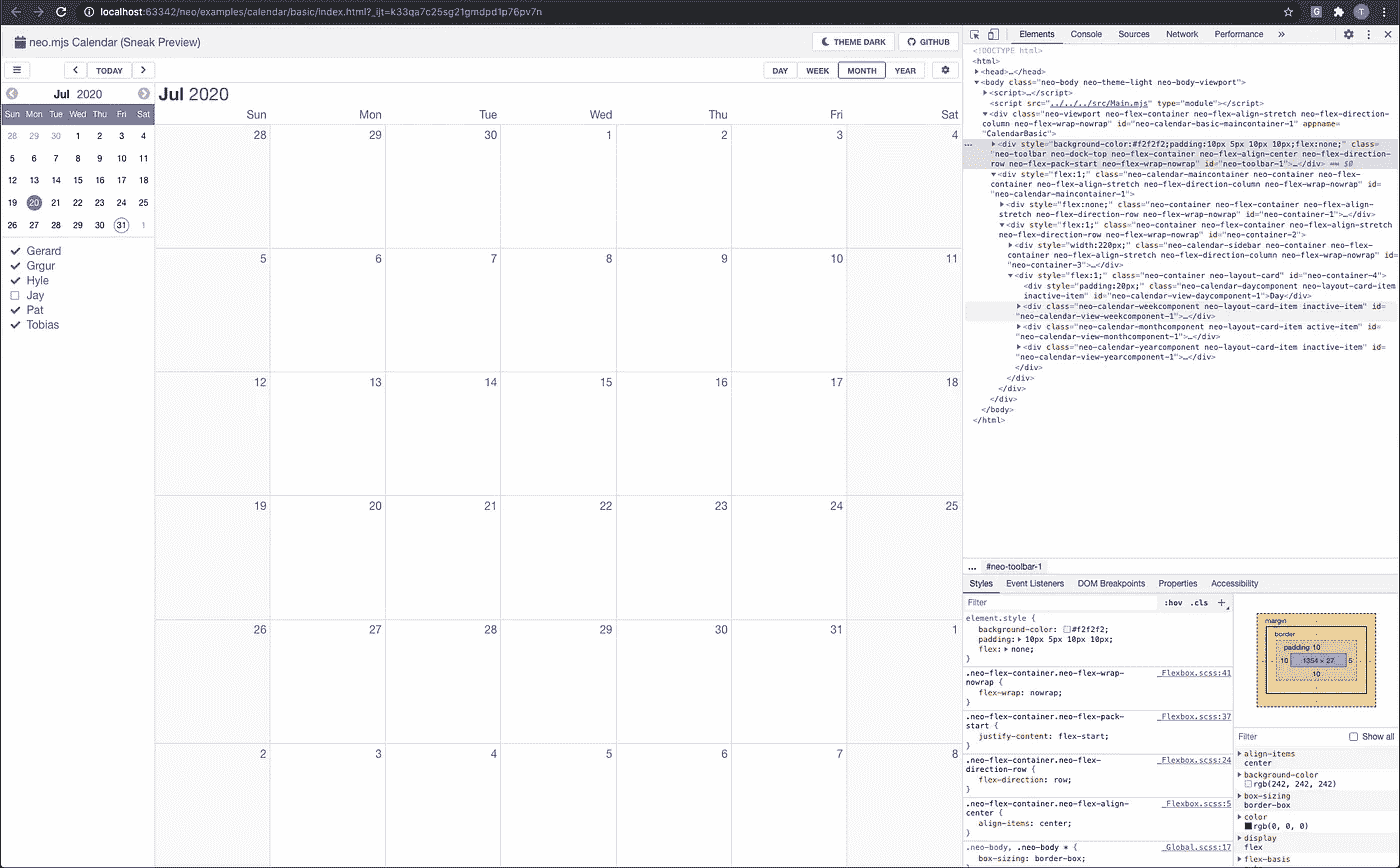 localhost:63342/neo/examples/calendar/basic/index.html?_ijt=k33qa7c25sg21gmdpd1p76pv7n
G
T
neo.mjs Calendar (Sneak Preview)
THEME DARK
GITHUB
TODAY
DAY
WEEK
MONTH
YEAR
Jul 2020
Sun Mon Tue Wed Thu Fri Sat
28 29 30 1 2 3 4
5 6 7 8 9 10 11
12 13 14 15 16 17 18
19 20 21 22 23 24 25
26 27 28 29 30 31 1
Gerard
Grgur
Hyle
Jay
Pat
Tobias
Jul 2020
Sun Mon Tue Wed Thu Fri Sat
28 29 30 1 2 3 4
5 6 7 8 9 10 11
12 13 14 15 16 17 18
19 20 21 22 23 24 25
26 27 28 29 30 31 1
2 3 4 5 6 7 8
Elements Console Sources Network Performance »
<!DOCTYPE html>
<html>
<head>…</head>
<body class="neo-body neo-theme-light neo-body-viewport">
<script>…</script>
<script src="../../../src/Main.mjs" type="module"></script>
<div class="neo-viewport neo-flex-container neo-flex-align-stretch neo-flex-direction-
column neo-flex-wrap-nowrap" id="neo-calendar-basic-maincontainer-1" appname=
"CalendarBasic">
… <div style="background-color:#f2f2f2;padding:10px 5px 10px 10px;flex:none;" class=
"neo-toolbar neo-dock-top neo-flex-container neo-flex-align-center neo-flex-direction-
row neo-flex-pack-start neo-flex-wrap-nowrap" id="neo-toolbar-1">…</div> == $0
<div style="flex:1;" class="neo-calendar-maincontainer neo-container neo-flex-
container neo-flex-align-stretch neo-flex-direction-column neo-flex-wrap-nowrap" id=
"neo-calendar-maincontainer-1">
<div style="flex:none;" class="neo-container neo-flex-container neo-flex-align-
stretch neo-flex-direction-row neo-flex-wrap-nowrap" id="neo-container-1">…</div>
<div style="flex:1;" class="neo-container neo-flex-container neo-flex-align-stretch
neo-flex-direction-row neo-flex-wrap-nowrap" id="neo-container-2">
<div style="width:220px;" class="neo-calendar-sidebar neo-container neo-flex-
container neo-flex-align-stretch neo-flex-direction-column neo-flex-wrap-nowrap" id=
"neo-container-3">…</div>
<div style="flex:1;" class="neo-container neo-layout-card" id="neo-container-4">
<div style="padding:20px;" class="neo-calendar-daycomponent neo-layout-card-item
inactive-item" id="neo-calendar-view-daycomponent-1">Day</div>
<div class="neo-calendar-weekcomponent neo-layout-card-item inactive-item" id=
"neo-calendar-view-weekcomponent-1">…</div>
<div class="neo-calendar-monthcomponent neo-layout-card-item active-item" id=
"neo-calendar-view-monthcomponent-1">…</div>
<div class="neo-calendar-yearcomponent neo-layout-card-item inactive-item" id=
"neo-calendar-view-yearcomponent-1">…</div>
</div>
</div>
</div>
</body>
</html>
… #neo-toolbar-1
Styles Event Listeners DOM Breakpoints Properties Accessibility
Filter :hov .cls +
element.style {
background-color: #f2f2f2;
padding: 10px 5px 10px 10px;
flex: none;
}
.neo-flex-container.neo-flex-wrap-
nowrap {
_Flexbox.scss:41
flex-wrap: nowrap;
}
.neo-flex-container.neo-flex-pack-
start {
_Flexbox.scss:37
justify-content: flex-start;
}
.neo-flex-container.neo-flex-
direction-row {
_Flexbox.scss:24
flex-direction: row;
}
.neo-flex-container.neo-flex-align-
center {
_Flexbox.scss:5
align-items: center;
}
.neo-body, .neo-body * {
_Global.scss:17
box-sizing: border-box;
margin -
border -
padding 10
10 1354 × 27 5
10
-
-
Filter Show all
align-items
center
background-color
rgb(242, 242, 242)
box-sizing
border-box
color
rgb(0, 0, 0)
display
flex
flex-basis